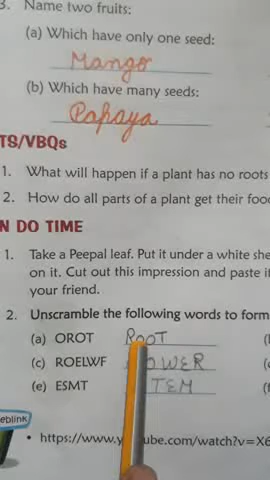 3. Name two fruits:
(a) Which have only one seed:
Mango
(b) Which have many seeds:
Papaya
TS/VBQs
1. What will happen if a plant has no roots
2. How do all parts of a plant get their foo
N DO TIME
1. Take a Peepal leaf. Put it under a white she
on it. Cut out this impression and paste i
your friend.
2. Unscramble the following words to form
(a) OROT ROOT
(c) ROELWF OWER
(e) ESMT TEM
eblink
• https://www.y ube.com/watch?v=X6